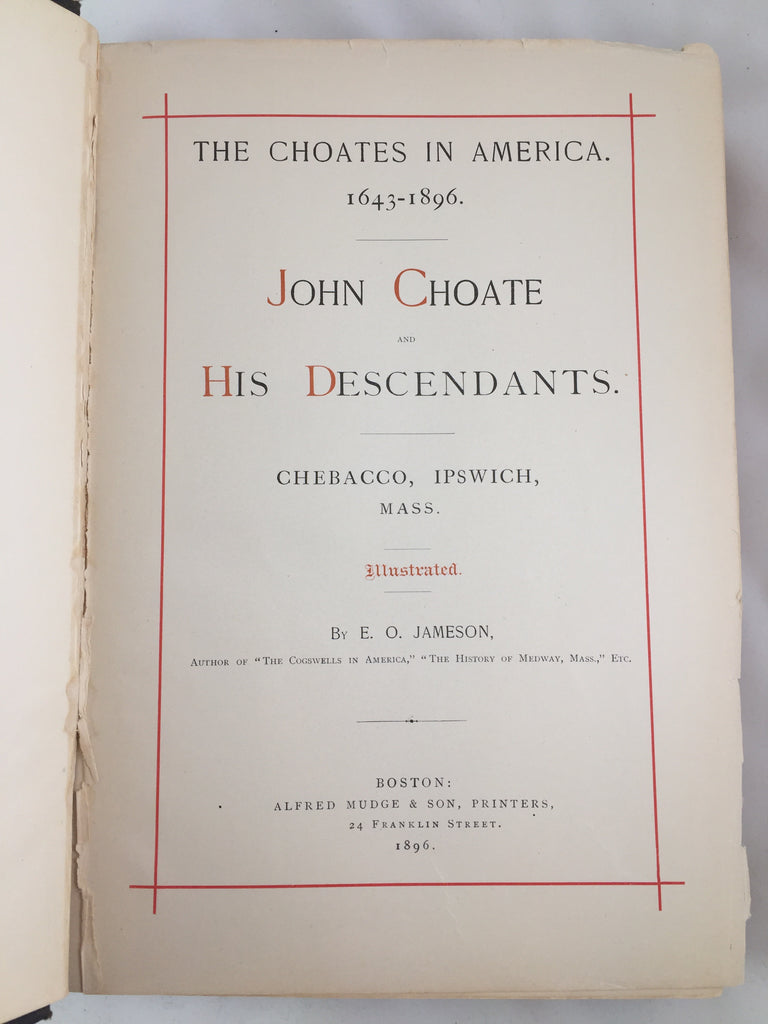 THE CHOATES IN AMERICA.
1643-1896.
JOHN CHOATE
AND
HIS DESCENDANTS.
CHEBACCO, IPSWICH,
MASS.
Illustrated.
BY E. O. JAMESON,
AUTHOR OF "THE COGSWELLS IN AMERICA," "THE HISTORY OF MEDWAY, MASS.," ETC.
BOSTON:
ALFRED MUDGE & SON, PRINTERS,
24 FRANKLIN STREET.
1896.